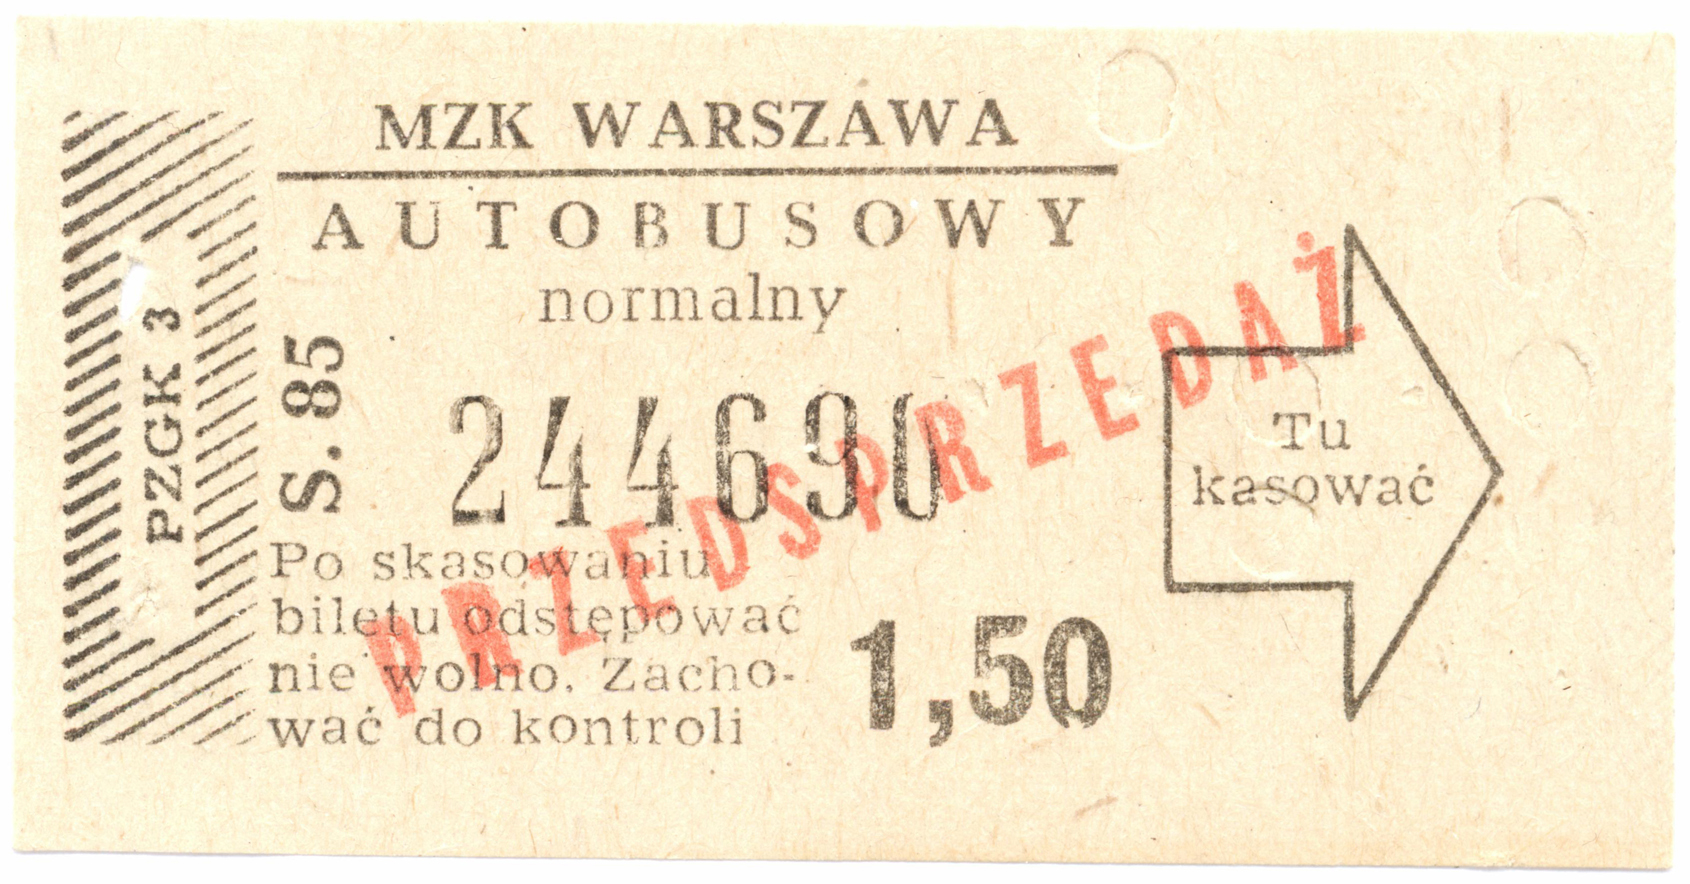 MZK WARSZAWA
AUTOBUSOWY
normalny
PZGK 3
S. 85
244690
PRZEDSPRZEDAŻ
Po skasowaniu
biletu odstępować
nie wolno. Zacho-
wać do kontroli
1,50
Tu
kasować